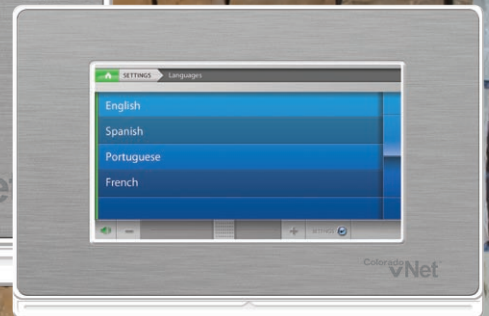 SETTINGS Languages
English
Spanish
Portuguese
French
Colorado
vNet